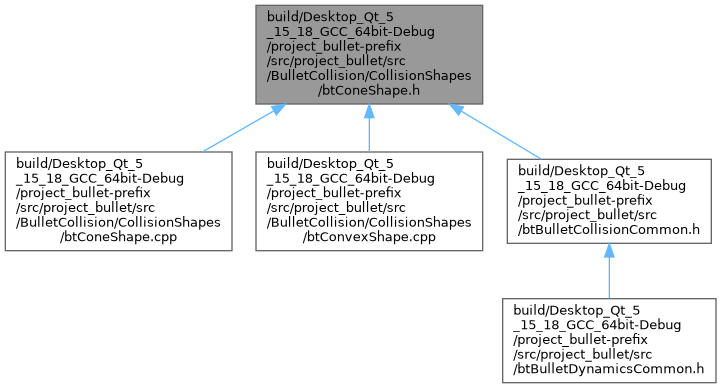 build/Desktop_Qt_5
_15_18_GCC_64bit-Debug
/project_bullet-prefix
/src/project_bullet/src
/BulletCollision/CollisionShapes
/btConeShape.h
build/Desktop_Qt_5
_15_18_GCC_64bit-Debug
/project_bullet-prefix
/src/project_bullet/src
/BulletCollision/CollisionShapes
/btConeShape.cpp
build/Desktop_Qt_5
_15_18_GCC_64bit-Debug
/project_bullet-prefix
/src/project_bullet/src
/BulletCollision/CollisionShapes
/btConvexShape.cpp
build/Desktop_Qt_5
_15_18_GCC_64bit-Debug
/project_bullet-prefix
/src/project_bullet/src
/btBulletCollisionCommon.h
build/Desktop_Qt_5
_15_18_GCC_64bit-Debug
/project_bullet-prefix
/src/project_bullet/src
/btBulletDynamicsCommon.h